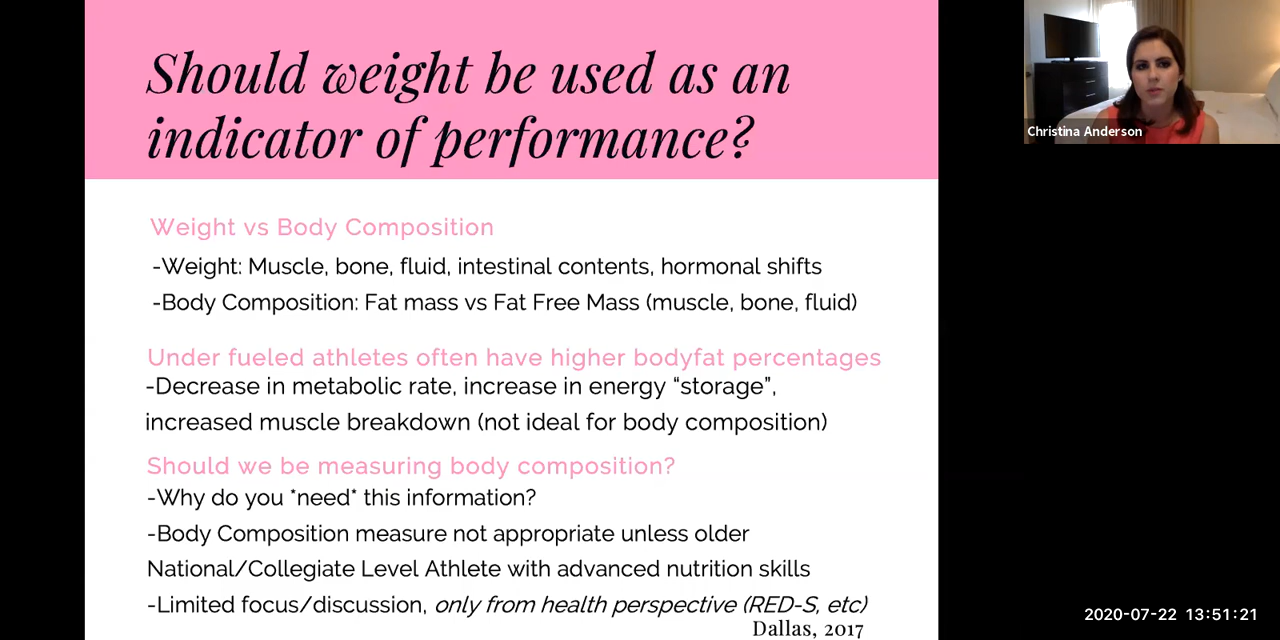 Should weight be used as an
indicator of performance?
Christina Anderson
Weight vs Body Composition
-Weight: Muscle, bone, fluid, intestinal contents, hormonal shifts
-Body Composition: Fat mass vs Fat Free Mass (muscle, bone, fluid)
Under fueled athletes often have higher bodyfat percentages
-Decrease in metabolic rate, increase in energy “storage”,
increased muscle breakdown (not ideal for body composition)
Should we be measuring body composition?
-Why do you *need* this information?
-Body Composition measure not appropriate unless older
National/Collegiate Level Athlete with advanced nutrition skills
-Limited focus/discussion, only from health perspective (RED-S, etc)
Dallas, 2017
2020-07-22 13:51:21